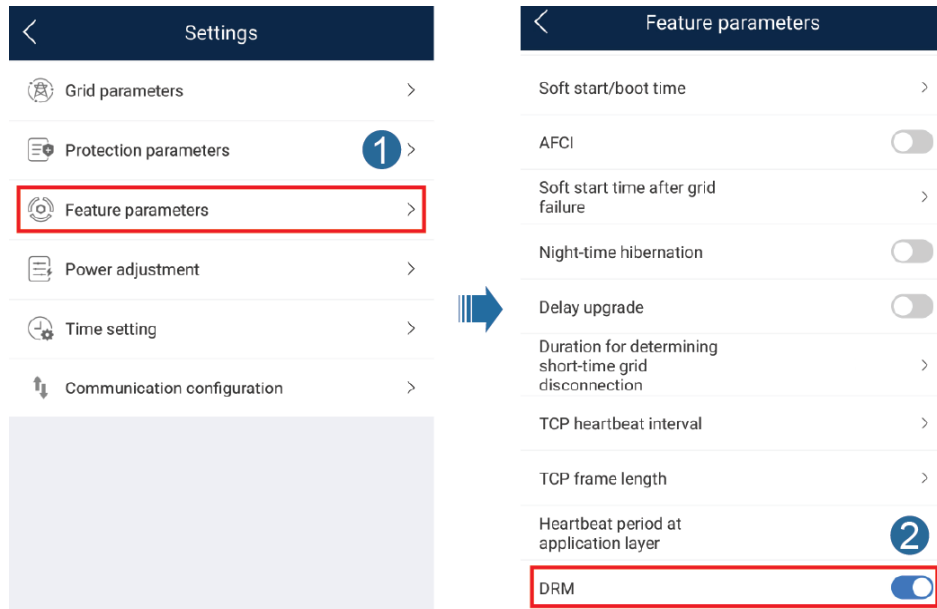 Settings
Grid parameters
Protection parameters
1
Feature parameters
Power adjustment
Time setting
Communication configuration
Feature parameters
Soft start/boot time
AFCI
Soft start time after grid
failure
Night-time hibernation
Delay upgrade
Duration for determining
short-time grid
disconnection
TCP heartbeat interval
TCP frame length
Heartbeat period at
application layer
2
DRM